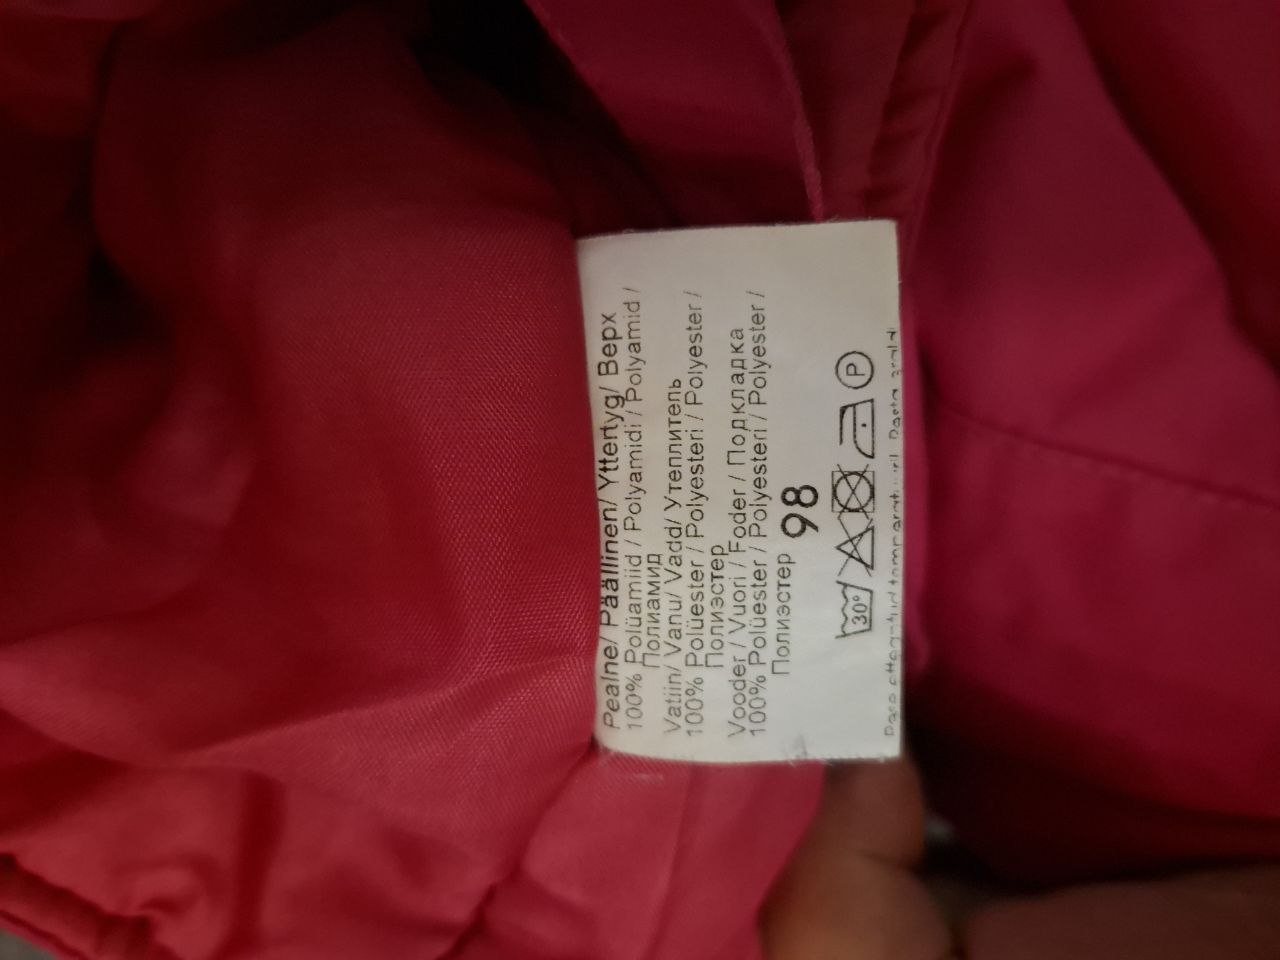 Pealne/ Päällinen/ Yttertyg/ Верх
100% Polüamiid / Polyamidi / Polyamid /
Полиамид
Vatiin/ Vanu/ Vadd/ Утеплитель
100% Polüester / Polyesteri / Polyester /
Полиэстер
Vooder / Vuori / Foder / Подкладка
100% Polüester / Polyesteri / Polyester /
Полиэстер
98
30° P